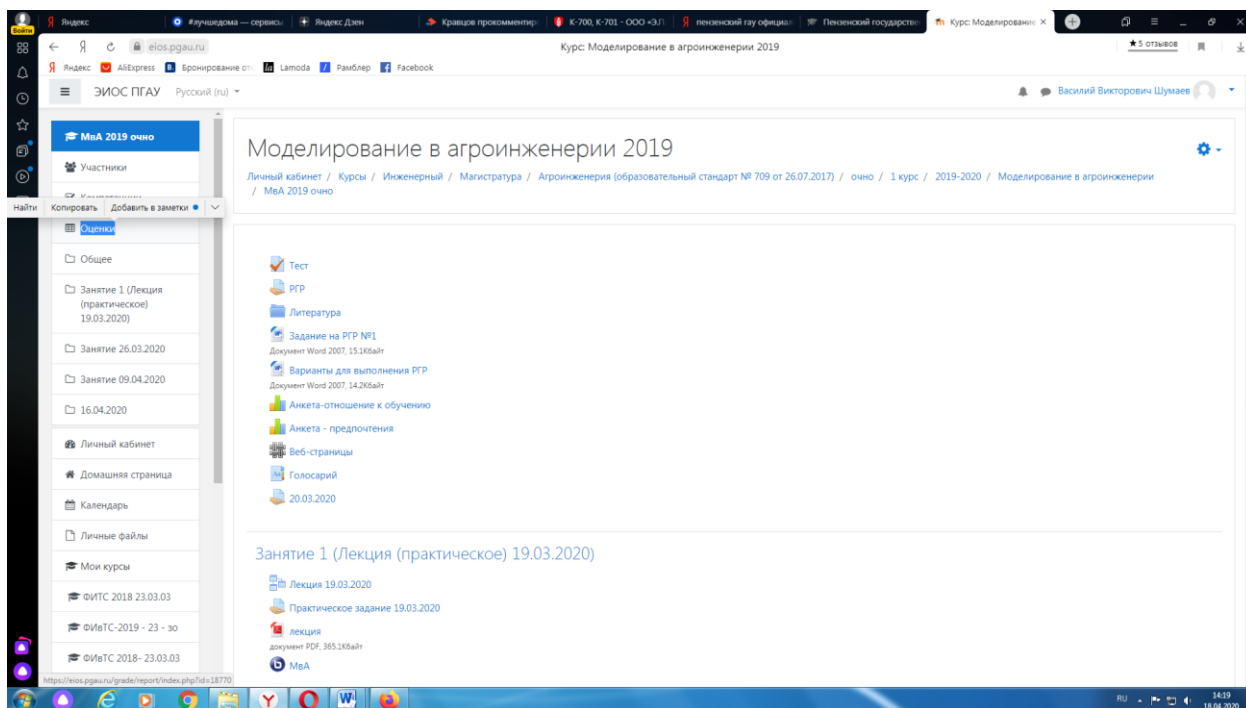 Войти
Яндекс
#лучшедома — сервисы
Яндекс Дзен
Кравцов прокомментир
К-700, К-701 - ООО «ЭЛ
пензенский гау официал
Пензенский государстве
Курс: Моделирование
eios.pgau.ru
Курс: Моделирование в агроинженерии 2019
★5 отзывов
Яндекс
AliExpress
Бронирование от
Lamoda
Рамблер
Facebook
ЭИОС ПГАУ Русский (ru)
Василий Викторович Шумаев
МвА 2019 очно
Участники
Найти
Копировать
Добавить в заметки
Оценки
Общее
Занятие 1 (Лекция
(практическое)
19.03.2020)
Занятие 26.03.2020
Занятие 09.04.2020
16.04.2020
Личный кабинет
Домашняя страница
Календарь
Личные файлы
Мои курсы
ФИТС 2018 23.03.03
ФИвТС-2019 - 23 - зо
ФИвТС 2018- 23.03.03
https://eios.pgau.ru/grade/report/index.php?id=18770
Моделирование в агроинженерии 2019
Личный кабинет / Курсы / Инженерный / Магистратура / Агроинженерия (образовательный стандарт № 709 от 26.07.2017) / очно / 1 курс / 2019-2020 / Моделирование в агроинженерии
/ МвА 2019 очно
Тест
РГР
Литература
Задание на РГР №1
Документ Word 2007, 15.1Кбайт
Варианты для выполнения РГР
Документ Word 2007, 14.2Кбайт
Анкета-отношение к обучению
Анкета - предпочтения
Веб-страницы
Голосарий
20.03.2020
Занятие 1 (Лекция (практическое) 19.03.2020)
Лекция 19.03.2020
Практическое задание 19.03.2020
лекция
документ PDF, 365.1Кбайт
МвА
RU
14:19
18.04.2020